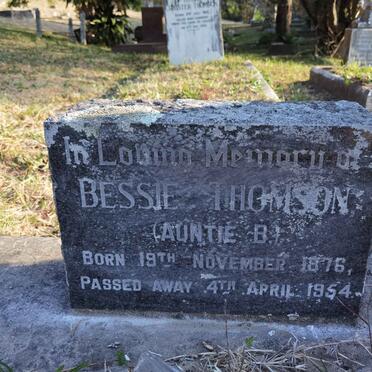 In Loving Memory of
BESSIE THOMSON
(AUNTIE B.)
BORN 19TH NOVEMBER 1876,
PASSED AWAY 4TH APRIL 1954.